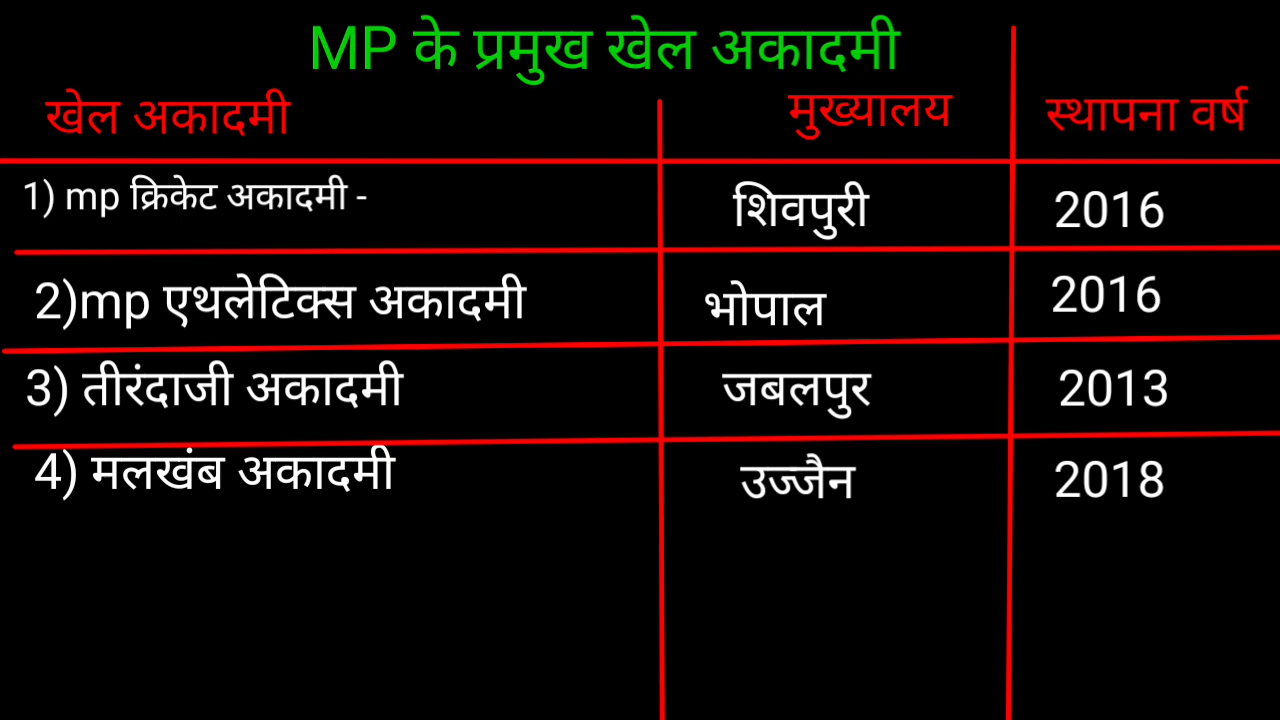 MP के प्रमुख खेल अकादमी
खेल अकादमी मुख्यालय स्थापना वर्ष
1) mp क्रिकेट अकादमी - शिवपुरी 2016
2)mp एथलेटिक्स अकादमी भोपाल 2016
3) तीरंदाजी अकादमी जबलपुर 2013
4) मलखंब अकादमी उज्जैन 2018